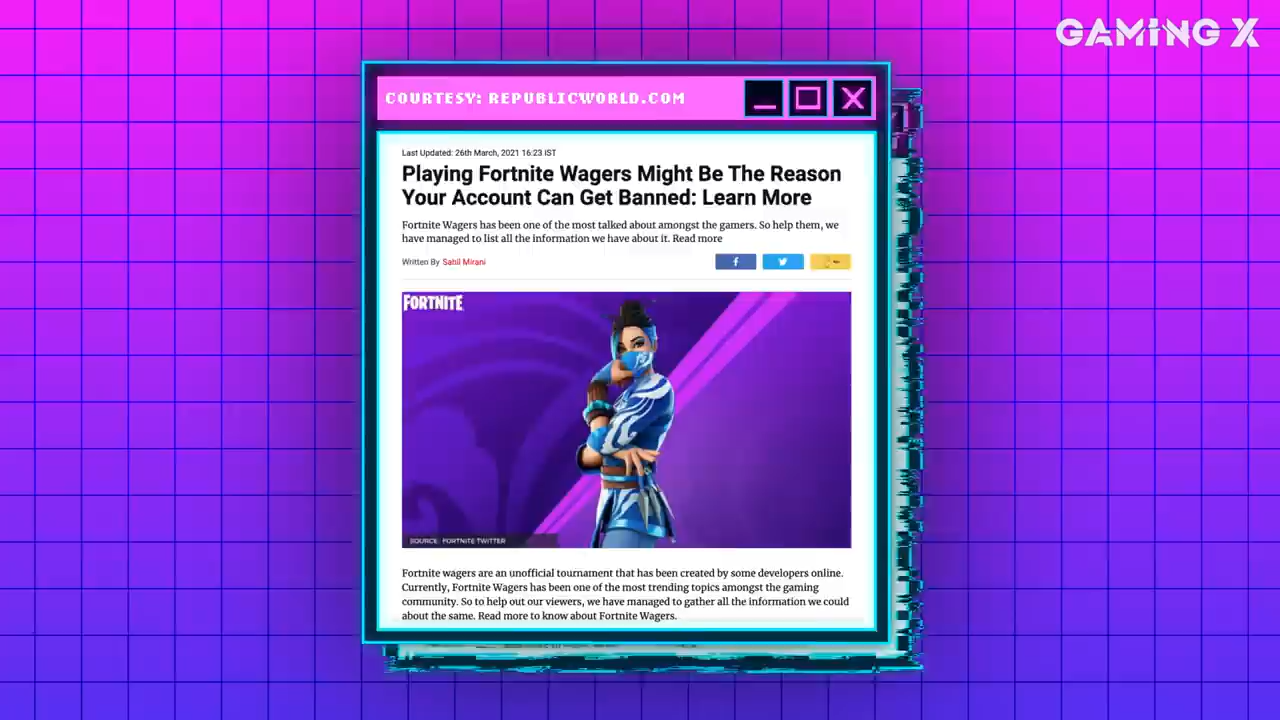 GAMING X
COURTESY: REPUBLICWORLD.COM
Last Updated: 26th March, 2021 16:23 IST
Playing Fortnite Wagers Might Be The Reason
Your Account Can Get Banned: Learn More
Fortnite Wagers has been one of the most talked about amongst the gamers. So help them, we
have managed to list all the information we have about it. Read more
Written By Sahil Mirani
FORTNITE
SOURCE: FORTNITE TWITTER
Fortnite wagers are an unofficial tournament that has been created by some developers online.
Currently, Fortnite Wagers has been one of the most trending topics amongst the gaming
community. So to help out our viewers, we have managed to gather all the information we could
about the same. Read more to know about Fortnite Wagers.